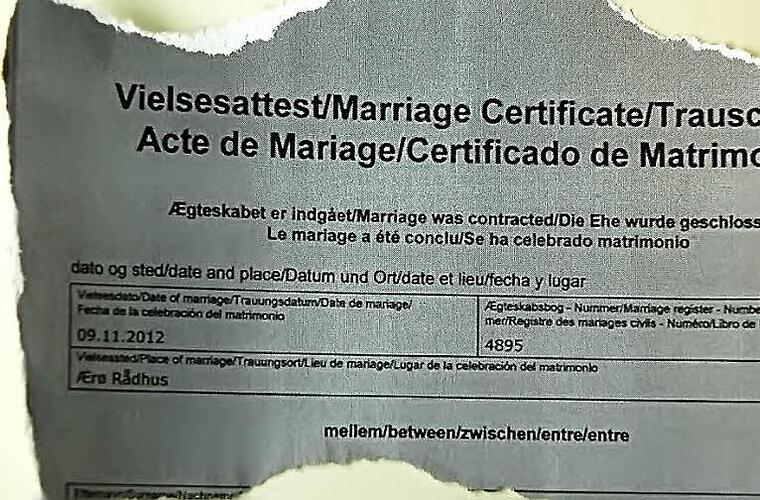 Vielsesattest/Marriage Certificate/Trausc
Acte de Mariage/Certificado de Matrimo
Ægteskabet er indgået/Marriage was contracted/Die Ehe wurde geschloss
Le mariage a été conclu/Se ha celebrado matrimonio
dato og sted/date and place/Datum und Ort/date et lieu/fecha y lugar
Vielsesdato/Date of marriage/Trauungsdatum/Date de mariage/
Fecha de la celebración del matrimonio
09.11.2012
Ægteskabsbog - Nummer/Marriage register - Numbe
mer/Registre des mariages civils - Numéro/Libro de
4895
Vielsessted/Place of marriage/Trauungsort/Lieu de mariage/Lugar de la celebración del matrimonio
Ærø Rådhus
mellem/between/zwischen/entre/entre
Efternavn/Surname/Nachname